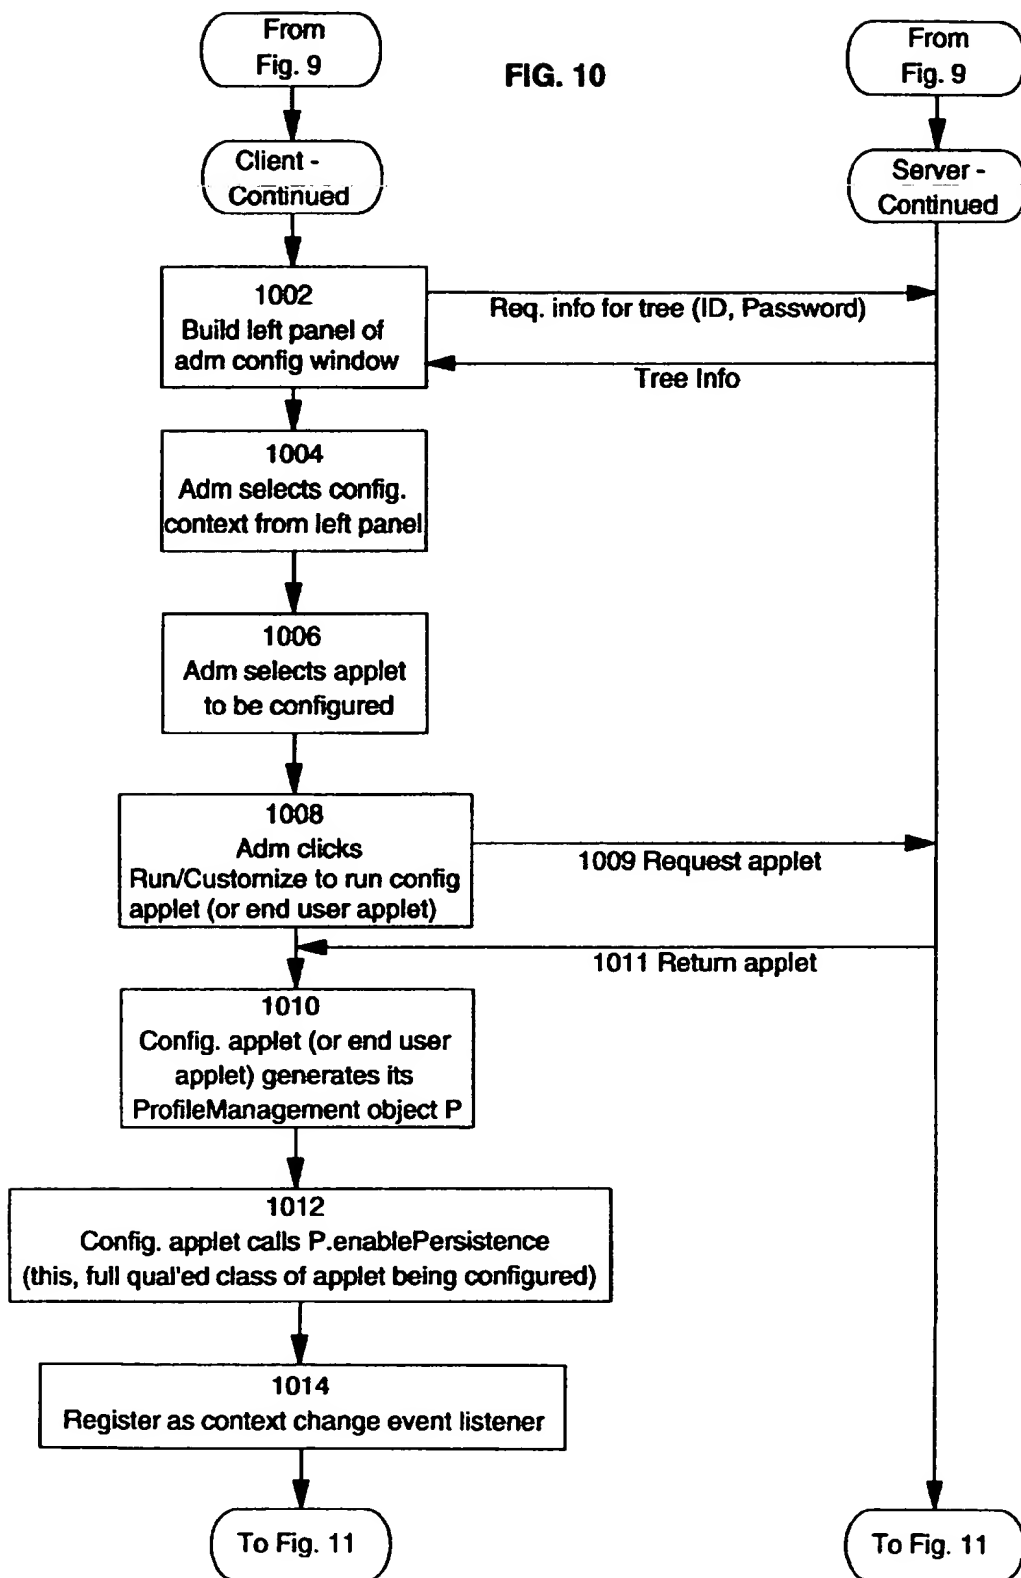 From
Fig. 9
FIG. 10
From
Fig. 9
Client -
Continued
Server -
Continued
1002
Build left panel of
adm config window
Req. info for tree (ID, Password)
Tree Info
1004
Adm selects config.
context from left panel
1006
Adm selects applet
to be configured
1008
Adm clicks
Run/Customize to run config
applet (or end user applet)
1009 Request applet
1011 Return applet
1010
Config. applet (or end user
applet) generates its
ProfileManagement object P
1012
Config. applet calls P.enablePersistence
(this, full qual'ed class of applet being configured)
1014
Register as context change event listener
To Fig. 11
To Fig. 11